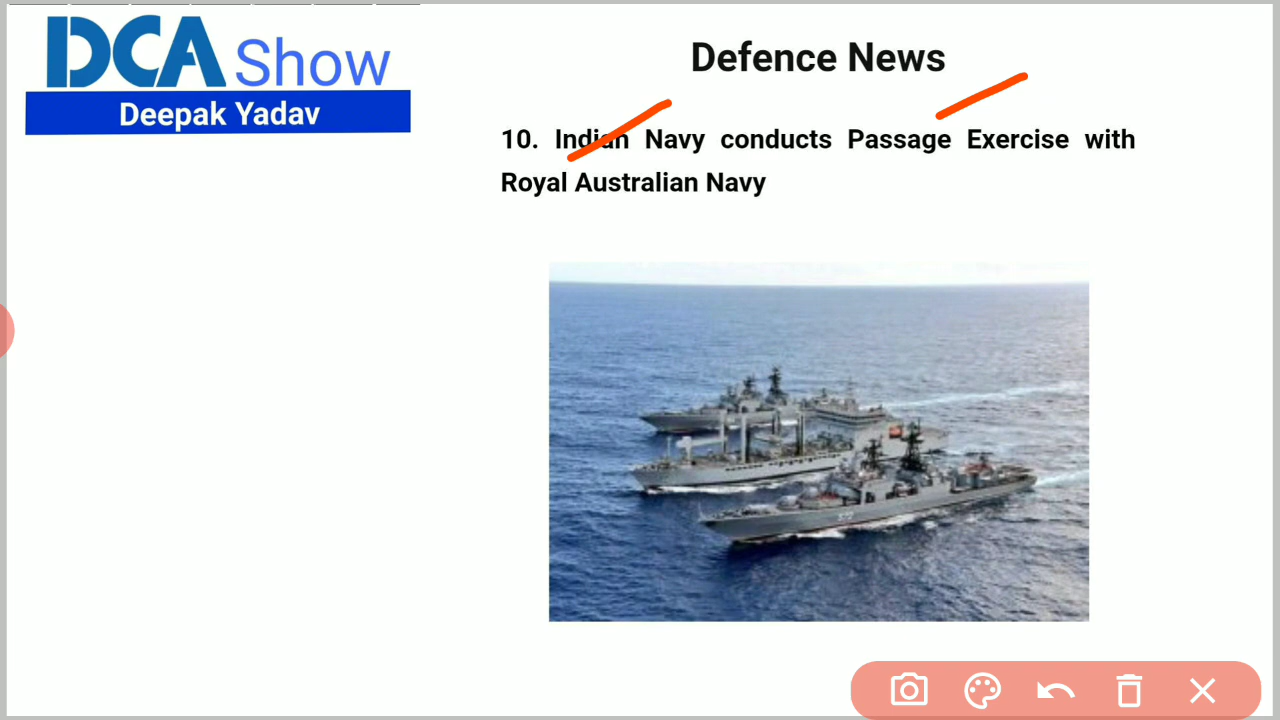 DCA Show
Deepak Yadav
Defence News
10. Indian Navy conducts Passage Exercise with
Royal Australian Navy